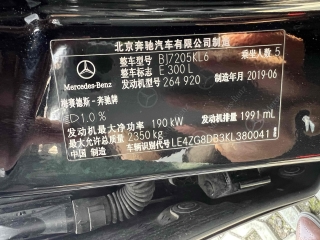 北京奔驰汽车有限公司制造
Mercedes-Benz
整车型号 BJ7205KL6 乘坐人数 5
整车标志 E 300 L
发动机型号 264 920 制造年月 2019-06
梅赛德斯-奔驰牌
1.0 %
发动机最大净功率 190 kW 发动机排量 1991 mL
最大允许总质量 2350 kg
中国 制造 车辆识别代号 LE4ZG8DB3KL380041